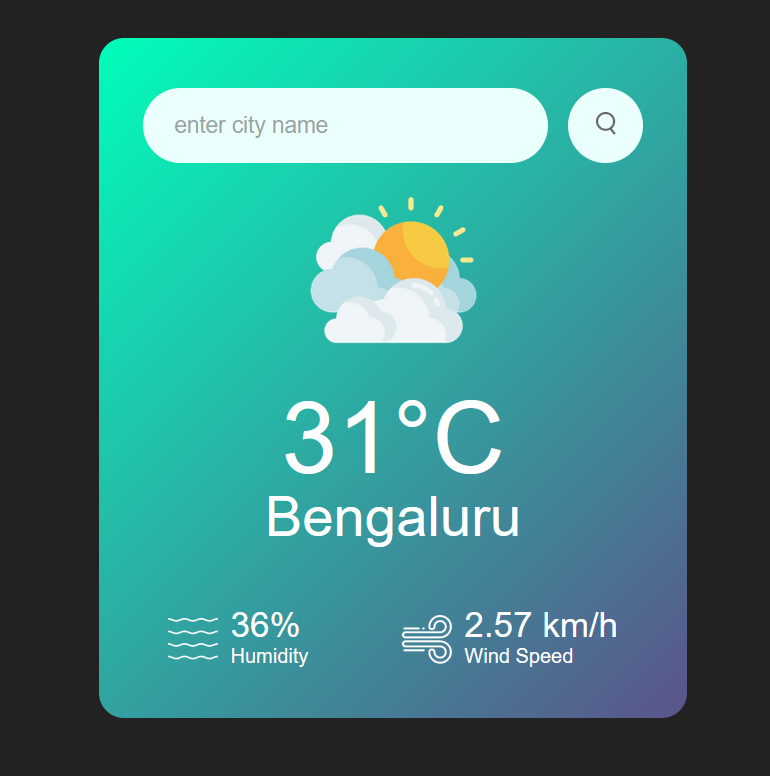 enter city name
31°C
Bengaluru
36%
Humidity
2.57 km/h
Wind Speed